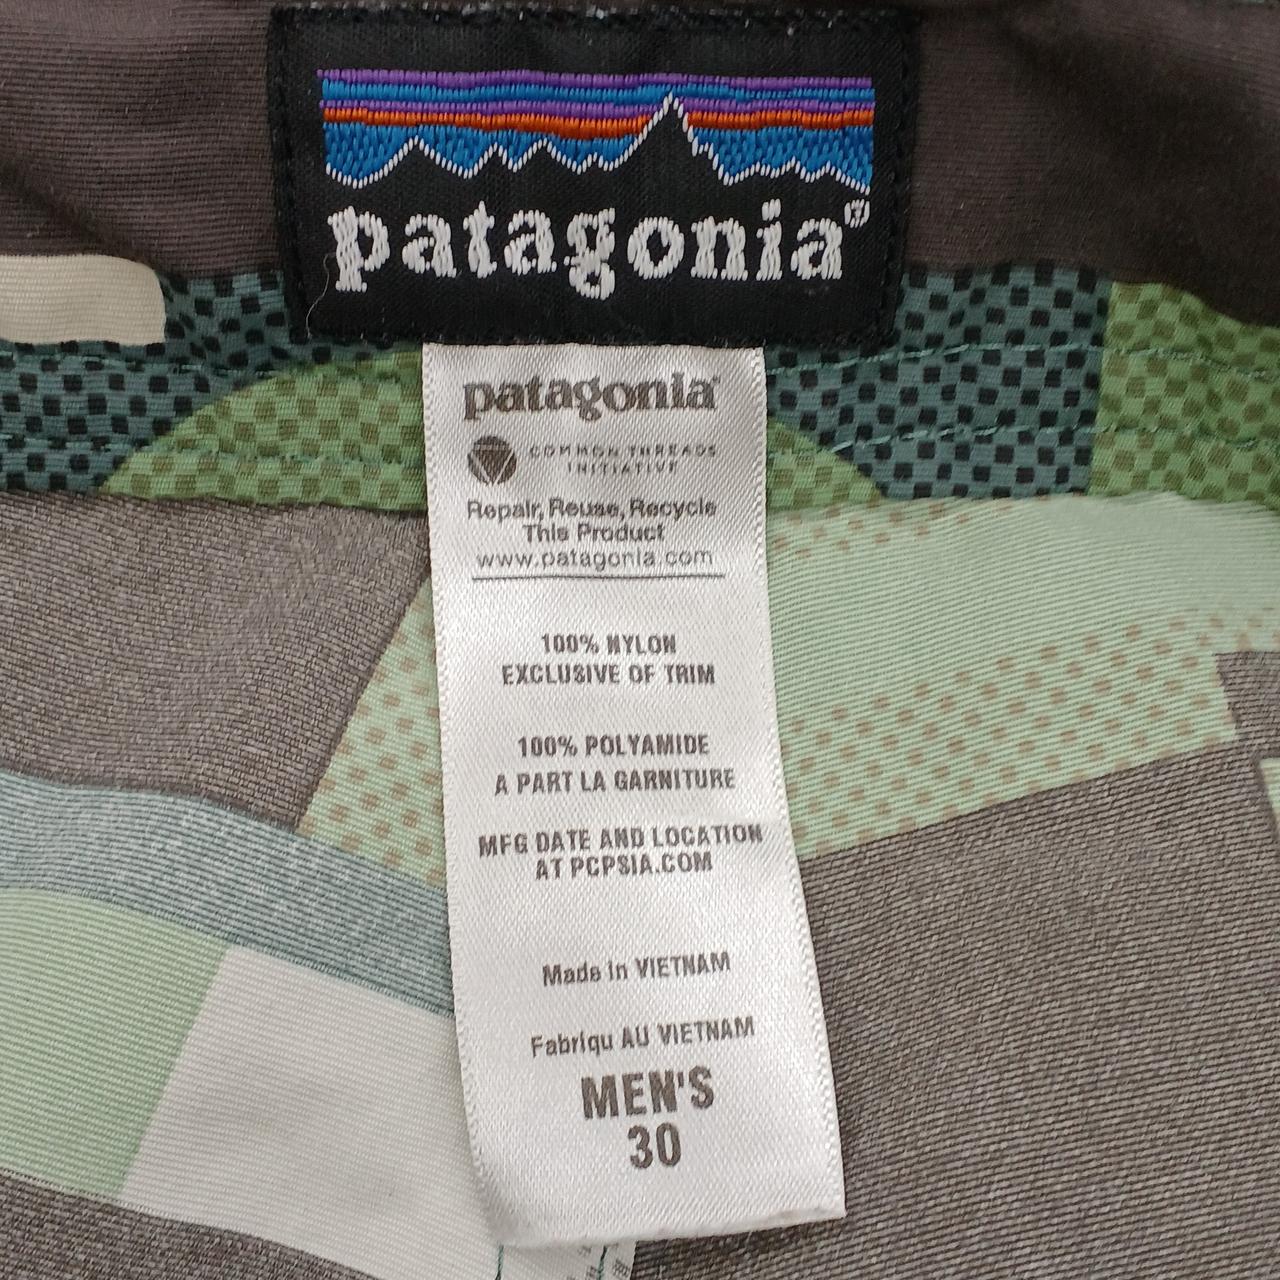 patagonia®
patagonia®
COMMON THREADS
INITIATIVE
Repair, Reuse, Recycle
This Product
www.patagonia.com
100% NYLON
EXCLUSIVE OF TRIM
100% POLYAMIDE
A PART LA GARNITURE
MFG DATE AND LOCATION
AT PCPSIA.COM
Made in VIETNAM
Fabriqu AU VIETNAM
MEN'S
30